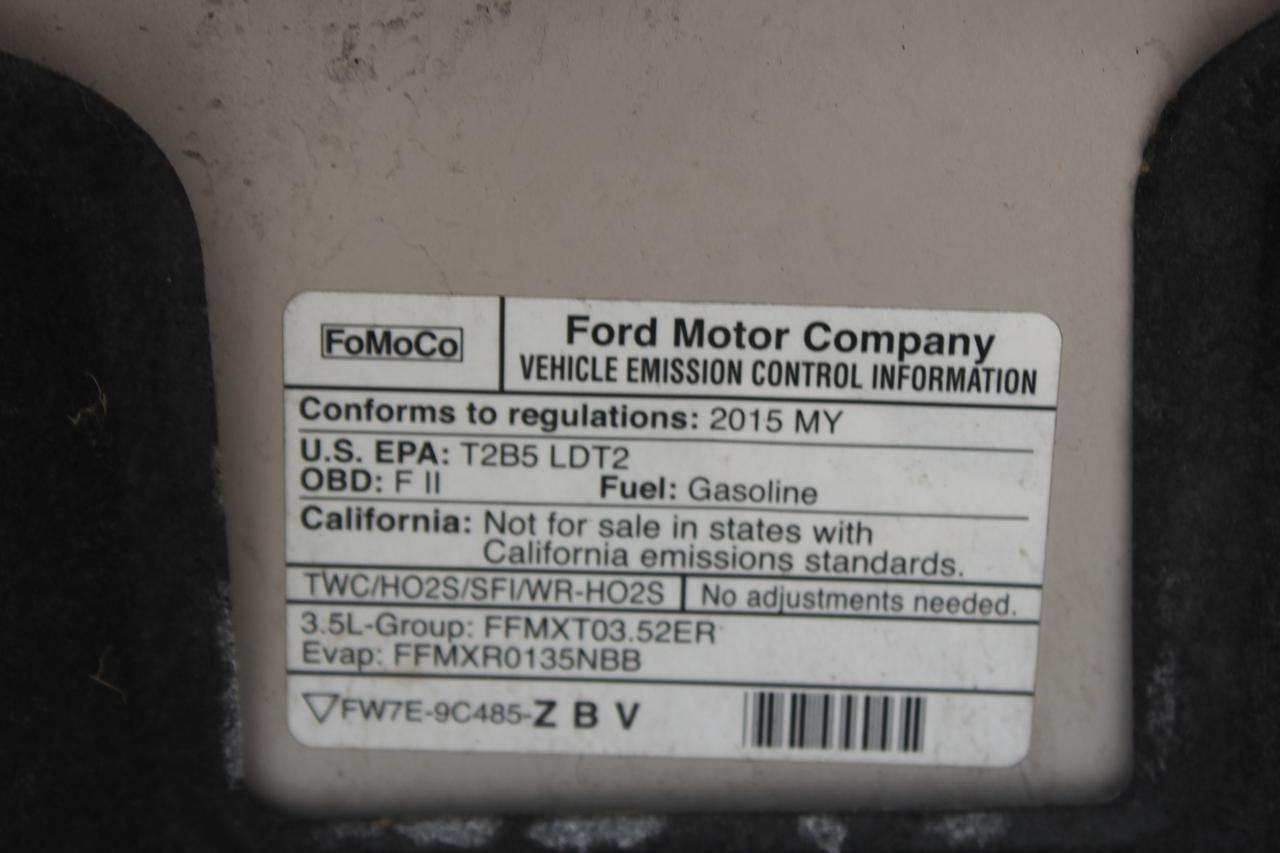 FoMoCo
Ford Motor Company
VEHICLE EMISSION CONTROL INFORMATION
Conforms to regulations: 2015 MY
U.S. EPA: T2B5 LDT2
OBD: F II Fuel: Gasoline
California: Not for sale in states with
California emissions standards.
TWC/HO2S/SFI/WR-HO2S No adjustments needed.
3.5L-Group: FFMXT03.52ER
Evap: FFMXR0135NBB
▽FW7E-9C485-Z B V